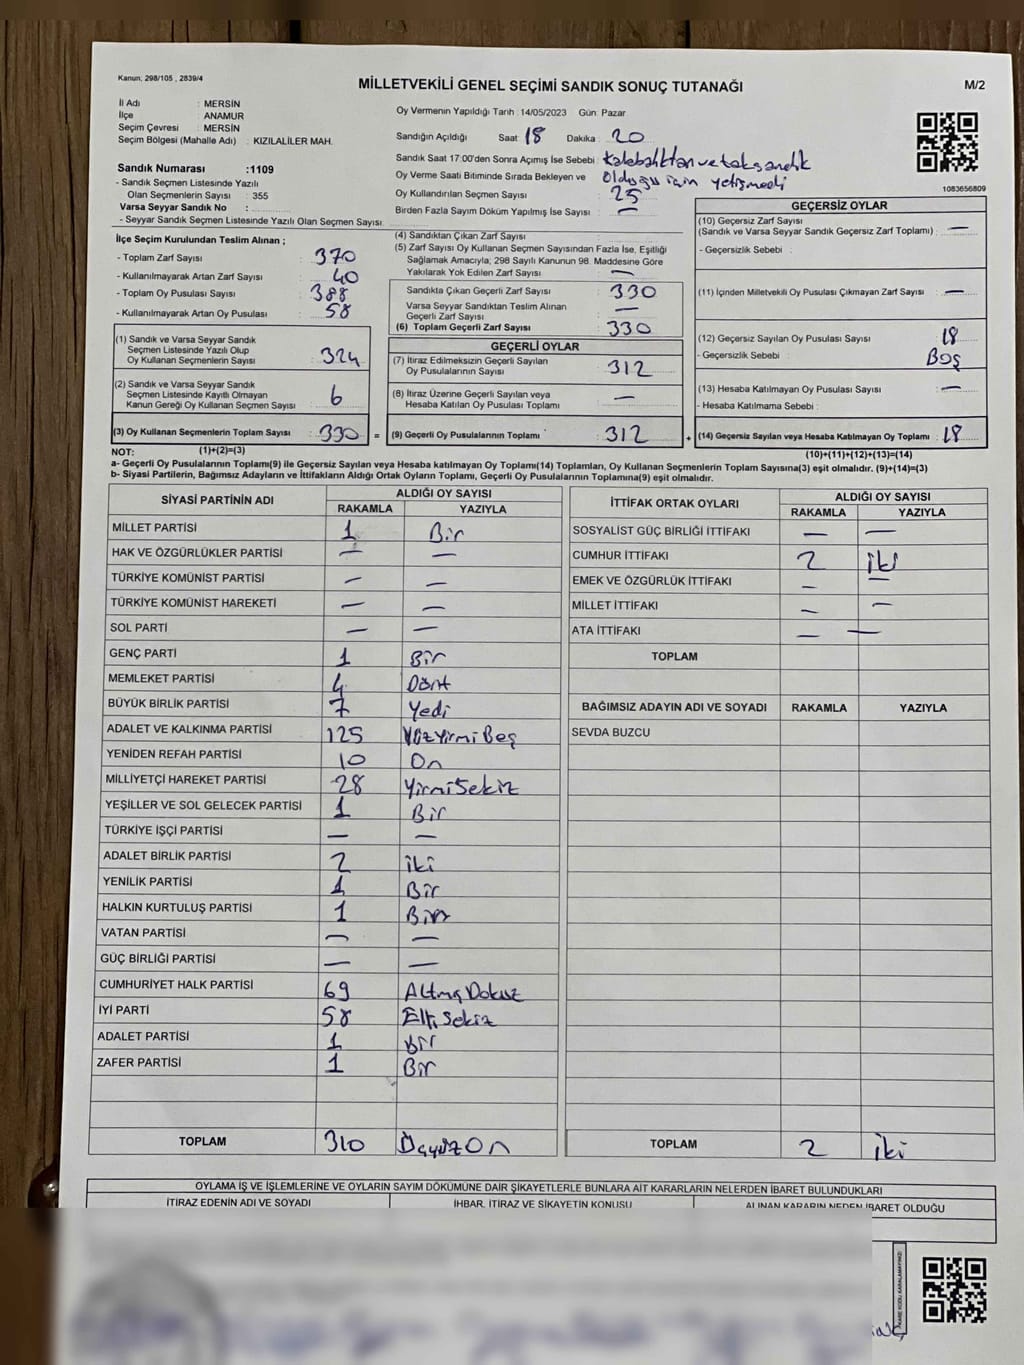 Kanun; 298/105 , 2839/4
MİLLETVEKİLİ GENEL SEÇİMİ SANDIK SONUÇ TUTANAĞI
M/2
İl Adı : MERSİN
İlçe : ANAMUR
Seçim Çevresi : MERSİN
Seçim Bölgesi (Mahalle Adı) : KIZILALİLER MAH.
Sandık Numarası :1109
- Sandık Seçmen Listesinde Yazılı
Olan Seçmenlerin Sayısı : 355
Varsa Seyyar Sandık No :
- Seyyar Sandık Seçmen Listesinde Yazılı Olan Seçmen Sayısı
Oy Vermenin Yapıldığı Tarih : 14/05/2023 Gün: Pazar
Sandığın Açıldığı Saat 18 Dakika : 20
Sandık Saat 17:00'den Sonra Açımış İse Sebebi : Kalabalıktan ve tek sandık
Oy Verme Saati Bitiminde Sırada Bekleyen ve olduğu için yetişmedi
Oy Kullandırılan Seçmen Sayısı : 25
Birden Fazla Sayım Döküm Yapılmış İse Sayısı : —
1083656809
İlçe Seçim Kurulundan Teslim Alınan ;
- Toplam Zarf Sayısı : 370
- Kullanılmayarak Artan Zarf Sayısı : 40
- Toplam Oy Pusulası Sayısı : 388
- Kullanılmayarak Artan Oy Pusulası : 58
(1) Sandık ve Varsa Seyyar Sandık
Seçmen Listesinde Yazılı Olup
Oy Kullanan Seçmenlerin Sayısı : 324
(2) Sandık ve Varsa Seyyar Sandık
Seçmen Listesinde Kayıtlı Olmayan
Kanun Gereği Oy Kullanan Seçmen Sayısı : 6
(3) Oy Kullanan Seçmenlerin Toplam Sayısı : 330
(4) Sandıktan Çıkan Zarf Sayısı :
(5) Zarf Sayısı Oy Kullanan Seçmen Sayısından Fazla İse, Eşitliği
Sağlamak Amacıyla; 298 Sayılı Kanunun 98. Maddesine Göre
Yakılarak Yok Edilen Zarf Sayısı : —
Sandıkta Çıkan Geçerli Zarf Sayısı : 330
Varsa Seyyar Sandıktan Teslim Alınan
Geçerli Zarf Sayısı : —
(6) Toplam Geçerli Zarf Sayısı : 330
GEÇERLİ OYLAR
(7) İtiraz Edilmeksizin Geçerli Sayılan
Oy Pusulalarının Sayısı : 312
(8) İtiraz Üzerine Geçerli Sayılan veya
Hesaba Katılan Oy Pusulası Toplamı : —
= (9) Geçerli Oy Pusulalarının Toplamı : 312
GEÇERSİZ OYLAR
(10) Geçersiz Zarf Sayısı
(Sandık ve Varsa Seyyar Sandık Geçersiz Zarf Toplamı) : —
- Geçersizlik Sebebi :
(11) İçinden Milletvekili Oy Pusulası Çıkmayan Zarf Sayısı : —
(12) Geçersiz Sayılan Oy Pusulası Sayısı : 18
- Geçersizlik Sebebi : Boş
(13) Hesaba Katılmayan Oy Pusulası Sayısı : —
- Hesaba Katılmama Sebebi :
+ (14) Geçersiz Sayılan veya Hesaba Katılmayan Oy Toplamı : 18
NOT: (1)+(2)=(3)
(10)+(11)+(12)+(13)=(14)
a- Geçerli Oy Pusulalarının Toplamı(9) ile Geçersiz Sayılan veya Hesaba katılmayan Oy Toplamı(14) Toplamları, Oy Kullanan Seçmenlerin Toplam Sayısına(3) eşit olmalıdır. (9)+(14)=(3)
b- Siyasi Partilerin, Bağımsız Adayların ve İttifakların Aldığı Ortak Oyların Toplamı, Geçerli Oy Pusulalarının Toplamına(9) eşit olmalıdır.
SİYASİ PARTİNİN ADI ALDIĞI OY SAYISI
RAKAMLA YAZIYLA
MİLLET PARTİSİ 1 Bir
HAK VE ÖZGÜRLÜKLER PARTİSİ — —
TÜRKİYE KOMÜNİST PARTİSİ — —
TÜRKİYE KOMÜNİST HAREKETİ — —
SOL PARTİ — —
GENÇ PARTİ 1 Bir
MEMLEKET PARTİSİ 4 Dört
BÜYÜK BİRLİK PARTİSİ 7 Yedi
ADALET VE KALKINMA PARTİSİ 125 YüzYirmiBeş
YENİDEN REFAH PARTİSİ 10 On
MİLLİYETÇİ HAREKET PARTİSİ 28 YirmiSekiz
YEŞİLLER VE SOL GELECEK PARTİSİ 1 Bir
TÜRKİYE İŞÇİ PARTİSİ — —
ADALET BİRLİK PARTİSİ 2 iki
YENİLİK PARTİSİ 1 Bir
HALKIN KURTULUŞ PARTİSİ 1 Bir
VATAN PARTİSİ — —
GÜÇ BİRLİĞİ PARTİSİ — —
CUMHURİYET HALK PARTİSİ 69 Altmış Dokuz
İYİ PARTİ 58 Elli Sekiz
ADALET PARTİSİ 1 Bir
ZAFER PARTİSİ 1 Bir
TOPLAM 310 ÜçyüzOn
İTTİFAK ORTAK OYLARI ALDIĞI OY SAYISI
RAKAMLA YAZIYLA
SOSYALİST GÜÇ BİRLİĞİ İTTİFAKI — —
CUMHUR İTTİFAKI 2 iki
EMEK VE ÖZGÜRLÜK İTTİFAKI — —
MİLLET İTTİFAKI — —
ATA İTTİFAKI — —
TOPLAM
BAĞIMSIZ ADAYIN ADI VE SOYADI RAKAMLA YAZIYLA
SEVDA BUZCU
TOPLAM 2 iki
OYLAMA İŞ VE İŞLEMLERİNE VE OYLARIN SAYIM DÖKÜMÜNE DAİR ŞİKAYETLERLE BUNLARA AİT KARARLARIN NELERDEN İBARET BULUNDUKLARI
İTİRAZ EDENİN ADI VE SOYADI
İHBAR, İTİRAZ VE ŞİKAYETİN KONUSU
ALINAN KARARIN NEDEN İBARET OLDUĞU
KARE KODU KARALAMAYINIZ!